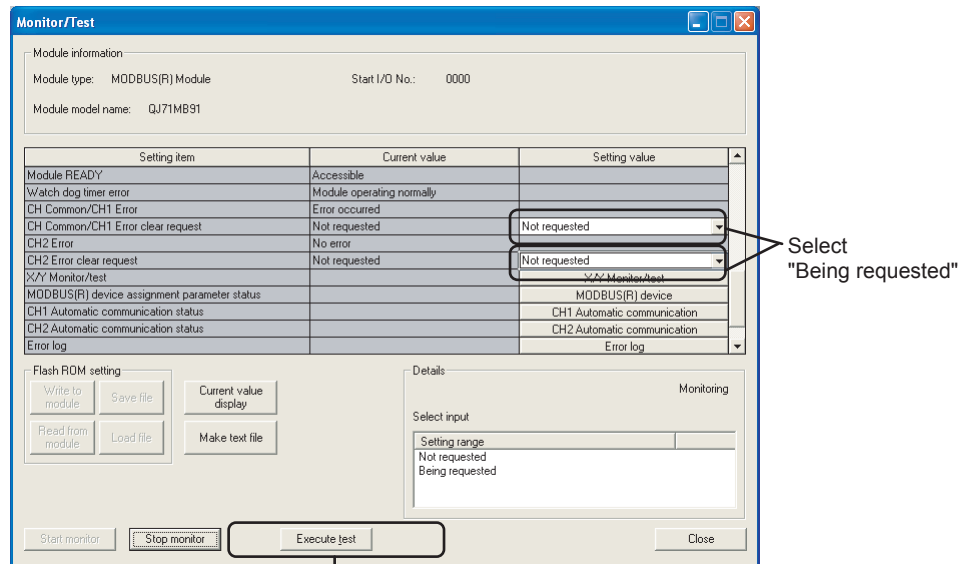 Monitor/Test
Module information
Module type: MODBUS(R) Module Start I/O No.: 0000
Module model name: QJ71MB91
Setting item Current value Setting value
Module READY Accessible
Watch dog timer error Module operating normally
CH Common/CH1 Error Error occurred
CH Common/CH1 Error clear request Not requested Not requested
CH2 Error No error
CH2 Error clear request Not requested Not requested
X/Y Monitor/test X/Y Monitor/test
MODBUS(R) device assignment parameter status MODBUS(R) device
CH1 Automatic communication status CH1 Automatic communication
CH2 Automatic communication status CH2 Automatic communication
Error log Error log
Select
"Being requested"
Flash ROM setting
Write to
module
Save file
Current value
display
Read from
module
Load file
Make text file
Details
Monitoring
Select input
Setting range
Not requested
Being requested
Start monitor Stop monitor Execute test Close